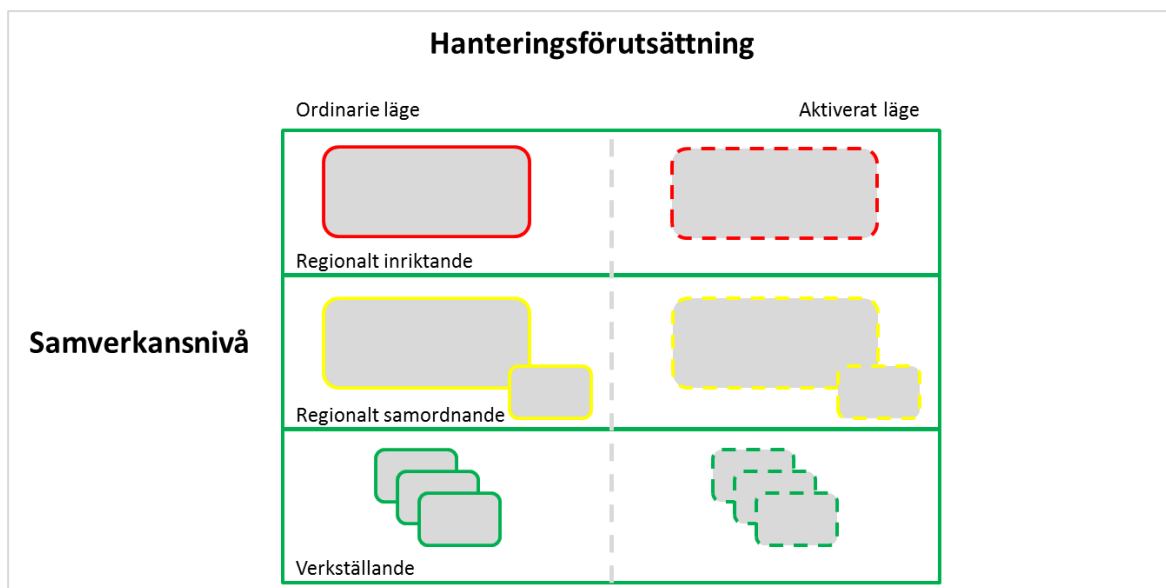 Hanteringsförutsättning
Ordinarie läge
Aktiverat läge
Regionalt inriktande
Samverkansnivå
Regionalt samordnande
Verkställande